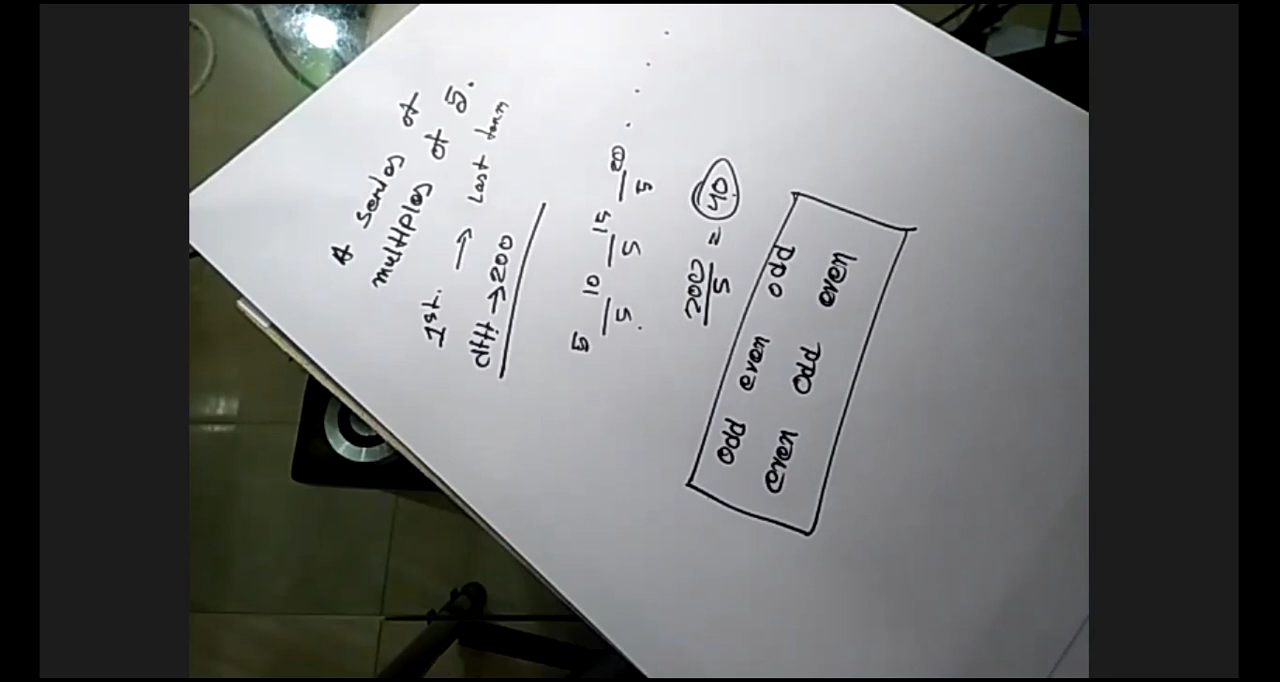 A series of
multiples of 5.
1st. → Last term
diff → 200
5 10 15 20 . . . .
5 5 5
200/5 = 40
odd even odd
even odd even